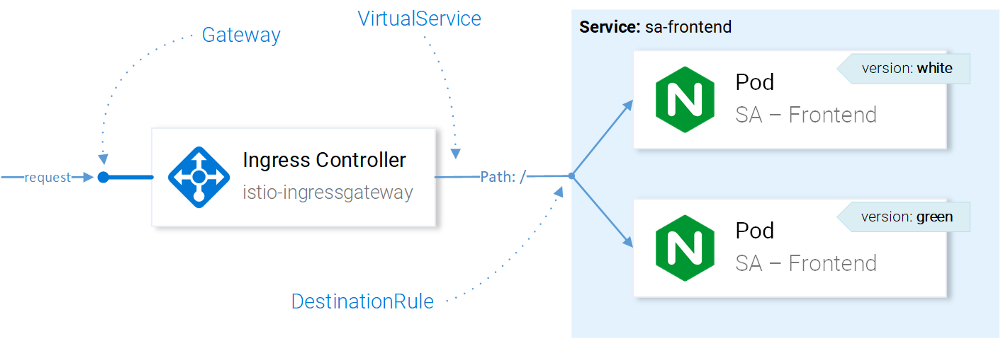 Gateway
VirtualService
Service: sa-frontend
version: white
Pod
SA – Frontend
request
Ingress Controller
istio-ingressgateway
Path: /
version: green
Pod
SA – Frontend
DestinationRule